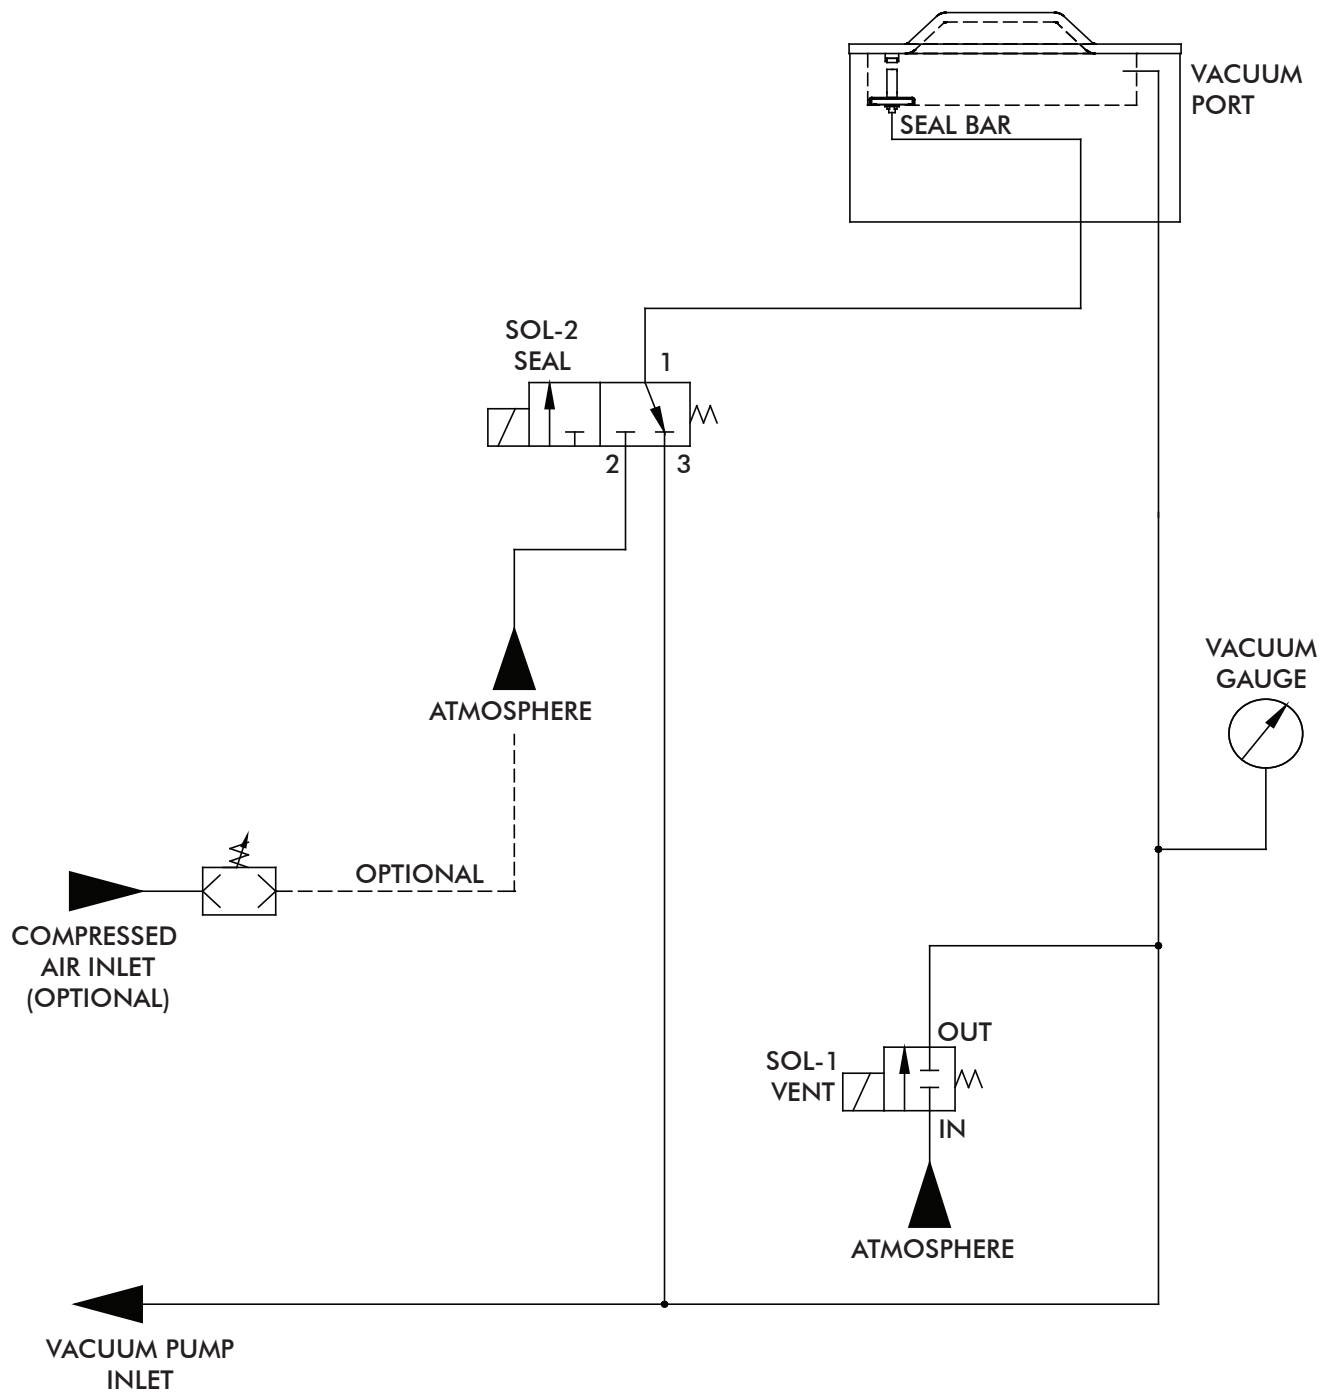 VACUUM
PORT
SEAL BAR
SOL-2
SEAL
1
2
3
ATMOSPHERE
VACUUM
GAUGE
OPTIONAL
COMPRESSED
AIR INLET
(OPTIONAL)
OUT
SOL-1
VENT
IN
ATMOSPHERE
VACUUM PUMP
INLET